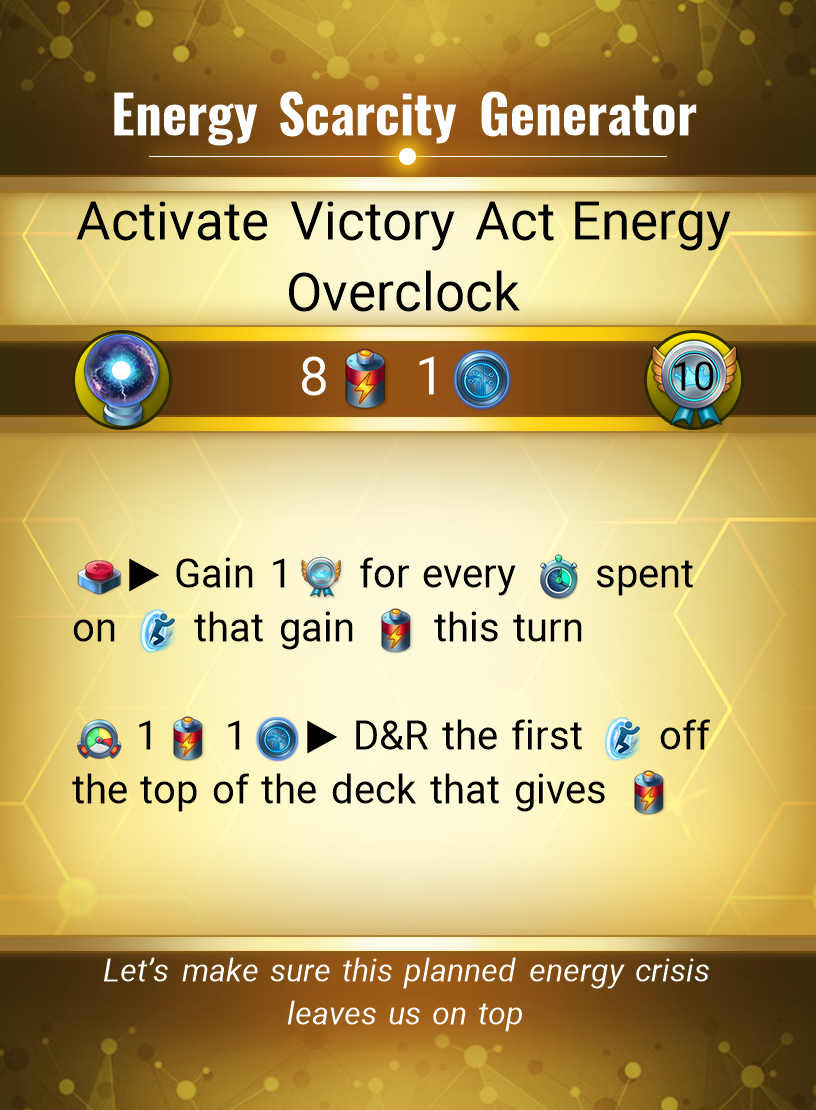 Energy Scarcity Generator
Activate Victory Act Energy
Overclock
8 1 10
Gain 1 for every spent
on that gain this turn
1 1 D&R the first off
the top of the deck that gives
Let's make sure this planned energy crisis
leaves us on top